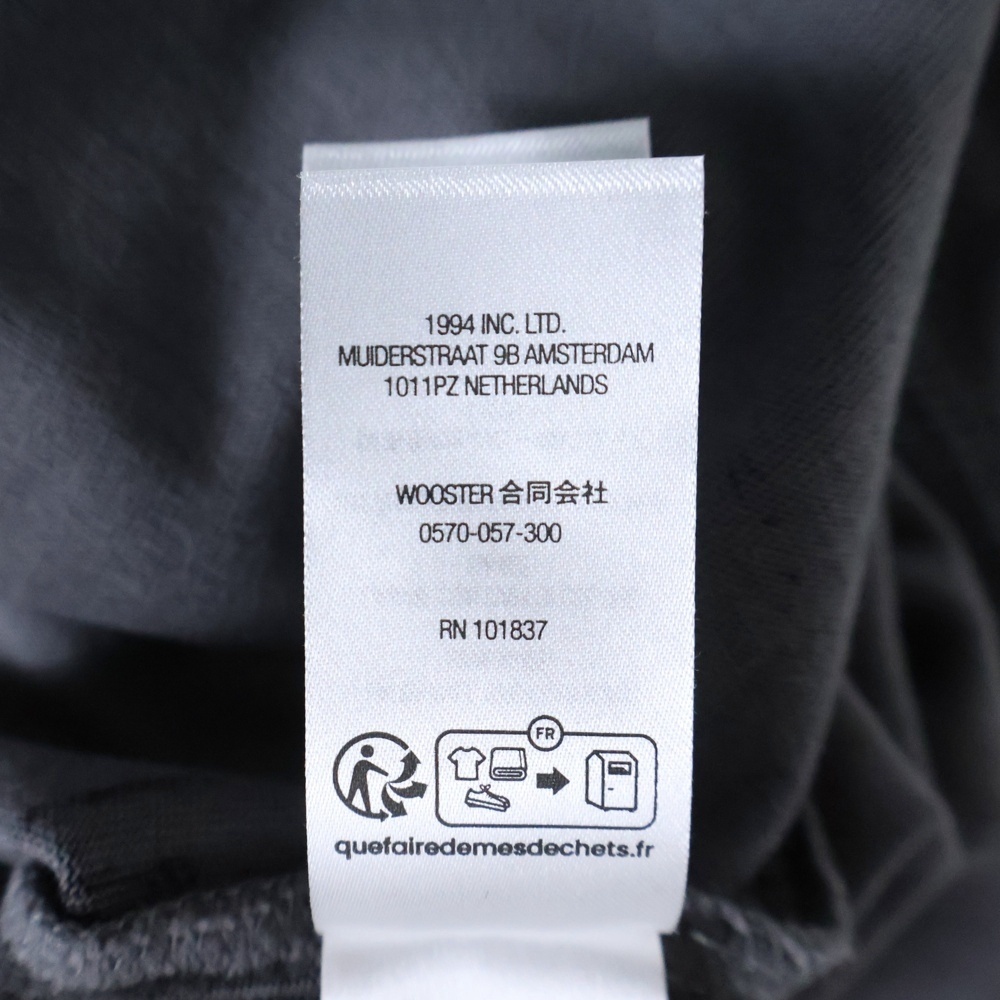 1994 INC. LTD.
MUIDERSTRAAT 9B AMSTERDAM
1011PZ NETHERLANDS
WOOSTER 合同会社
0570-057-300
RN 101837
FR
quefairedemesdechets.fr